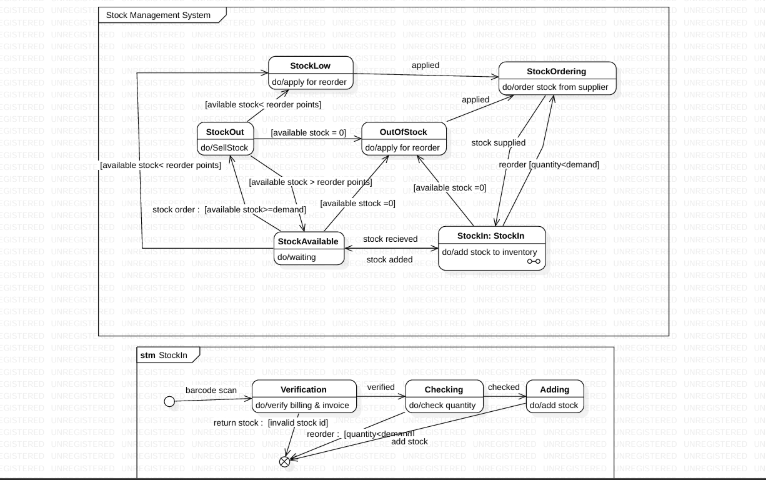 Stock Management System
StockLow
do/apply for reorder
applied
StockOrdering
do/order stock from supplier
[avilable stock< reorder points]
applied
StockOut
do/SellStock
[available stock = 0]
OutOfStock
do/apply for reorder
stock supplied
[available stock< reorder points]
reorder [quantity<demand]
[available stock > reorder points]
[available =0]
[available sttock =0]
stock order : [available stock>=demand]
StockAvailable
do/waiting
stock recieved
stock added
StockIn: StockIn
do/add stock to inventory
stm StockIn
barcode scan
Verification
do/verify billing & invoice
verified
Checking
do/check quantity
checked
Adding
do/add stock
return stock : [invalid stock id]
reorder : [quantity<demand]
add stock
UNREGISTERED